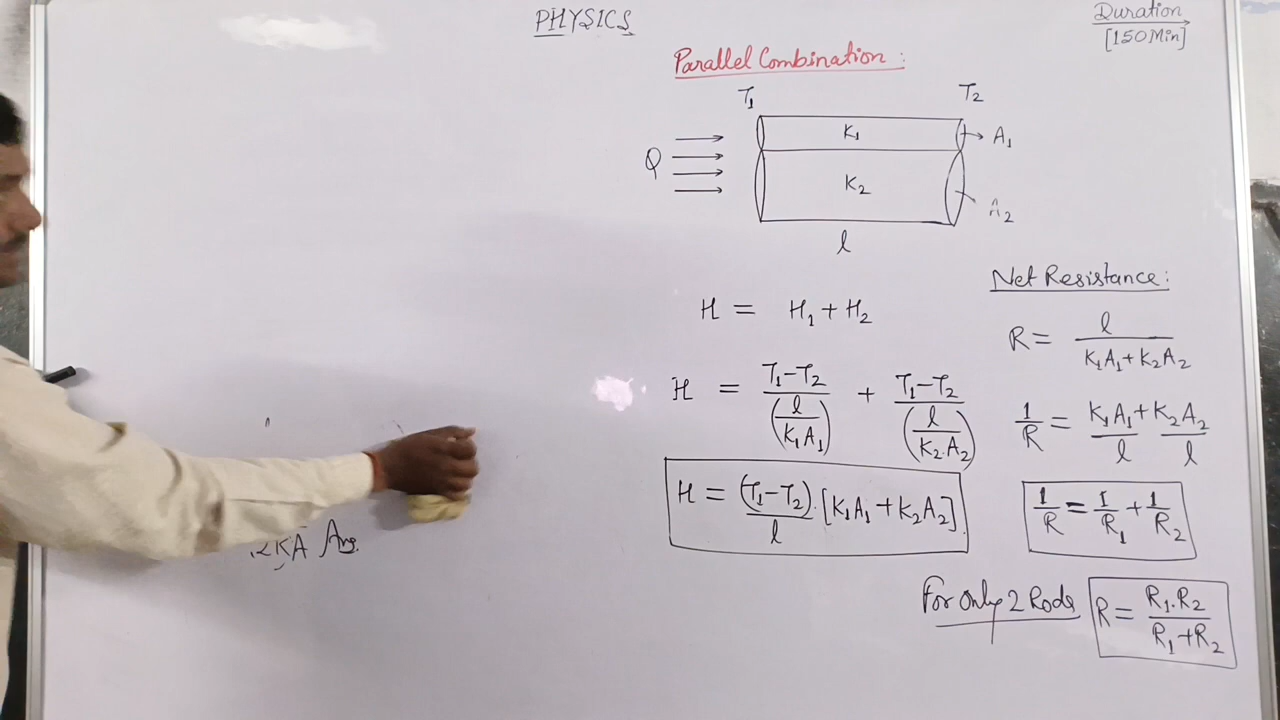 PHYSICS
Duration
[150 Min]
Parallel Combination :
T₁ T₂
Q
K₁
A₁
K₂
A₂
l
H = H₁ + H₂
H = (T₁-T₂)/(l/(K₁A₁)) + (T₁-T₂)/(l/(K₂.A₂))
H = (T₁-T₂)/l . [K₁A₁ + K₂A₂]
Net Resistance :
R = l/(K₁A₁+K₂A₂)
1/R = K₁A₁/l + K₂A₂/l
1/R = 1/R₁ + 1/R₂
For only 2 Rods
R = R₁.R₂/(R₁+R₂)
KA Ans.